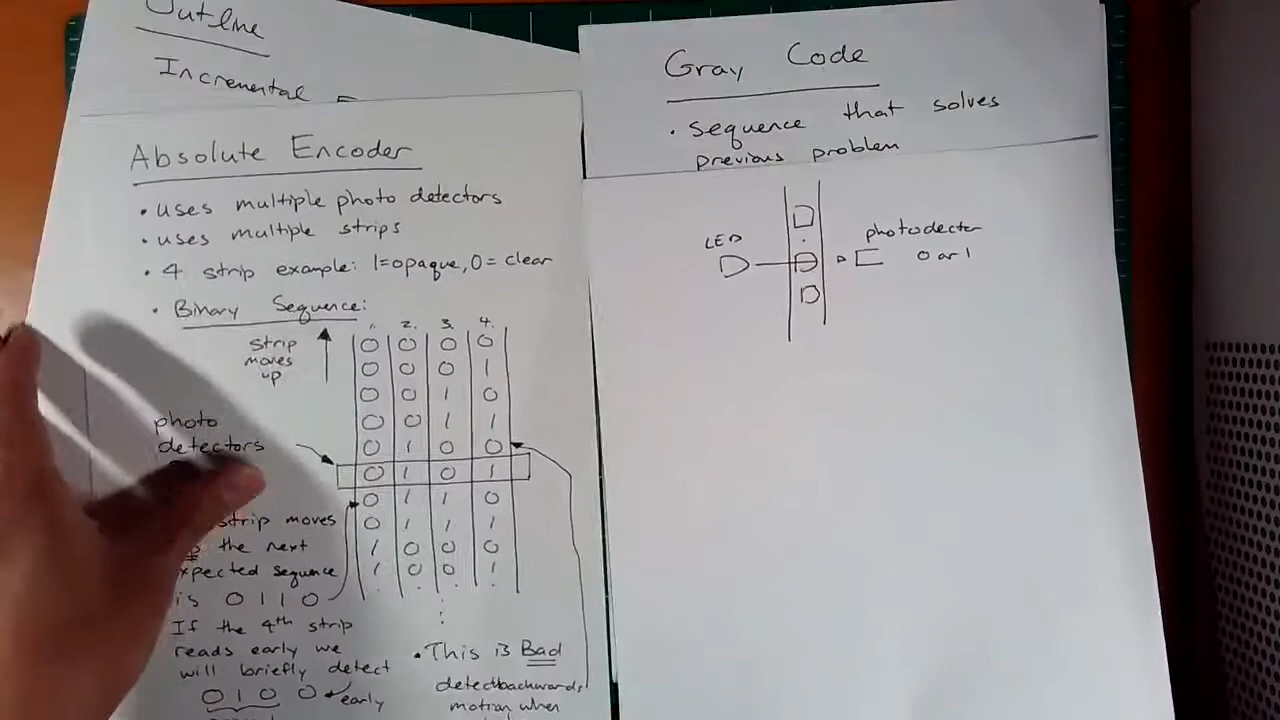 Outline
Incremental
Absolute Encoder
• uses multiple photo detectors
• uses multiple strips
• 4 strip example: 1=opaque, 0=clear
• Binary Sequence:
strip
moves
up
1. 2. 3. 4.
0 0 0 0
0 0 0 1
0 0 1 0
0 0 1 1
0 1 0 0
0 1 0 1
0 1 1 0
0 1 1 1
1 0 0 0
1 0 0 1
photo
detectors
strip moves
the next
xpected sequence
is 0 1 1 0
If the 4th strip
reads early we
will briefly detect
0 1 0 0 early
• This is Bad
detect backwards
motion when
Gray Code
• sequence that solves
previous problem
LED
photodecter
0 or 1